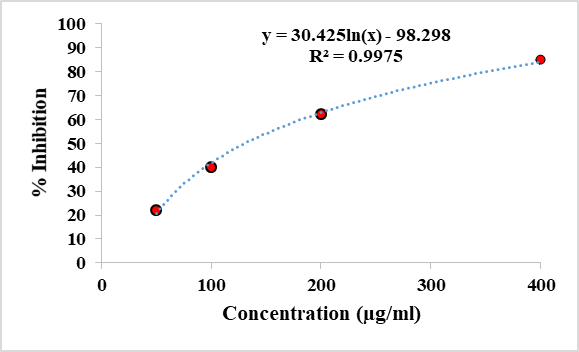 y = 30.425ln(x) - 98.298
R² = 0.9975
% Inhibition
100
90
80
70
60
50
40
30
20
10
0
0 100 200 300 400
Concentration (µg/ml)